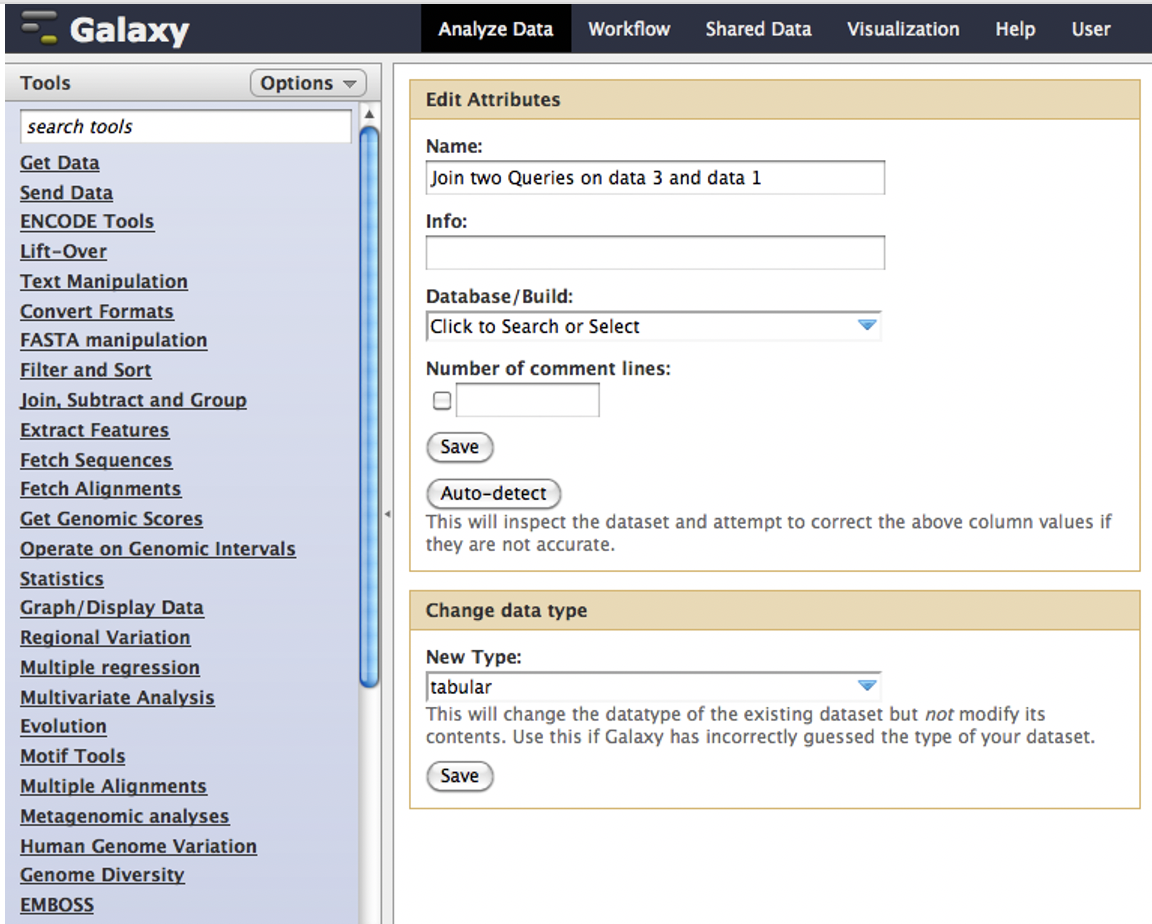 Galaxy
Analyze Data Workflow Shared Data Visualization Help User
Tools
Options
search tools
Get Data
Send Data
ENCODE Tools
Lift-Over
Text Manipulation
Convert Formats
FASTA manipulation
Filter and Sort
Join, Subtract and Group
Extract Features
Fetch Sequences
Fetch Alignments
Get Genomic Scores
Operate on Genomic Intervals
Statistics
Graph/Display Data
Regional Variation
Multiple regression
Multivariate Analysis
Evolution
Motif Tools
Multiple Alignments
Metagenomic analyses
Human Genome Variation
Genome Diversity
EMBOSS
Edit Attributes
Name:
Join two Queries on data 3 and data 1
Info:
Database/Build:
Click to Search or Select
Number of comment lines:
Save
Auto-detect
This will inspect the dataset and attempt to correct the above column values if
they are not accurate.
Change data type
New Type:
tabular
This will change the datatype of the existing dataset but not modify its
contents. Use this if Galaxy has incorrectly guessed the type of your dataset.
Save